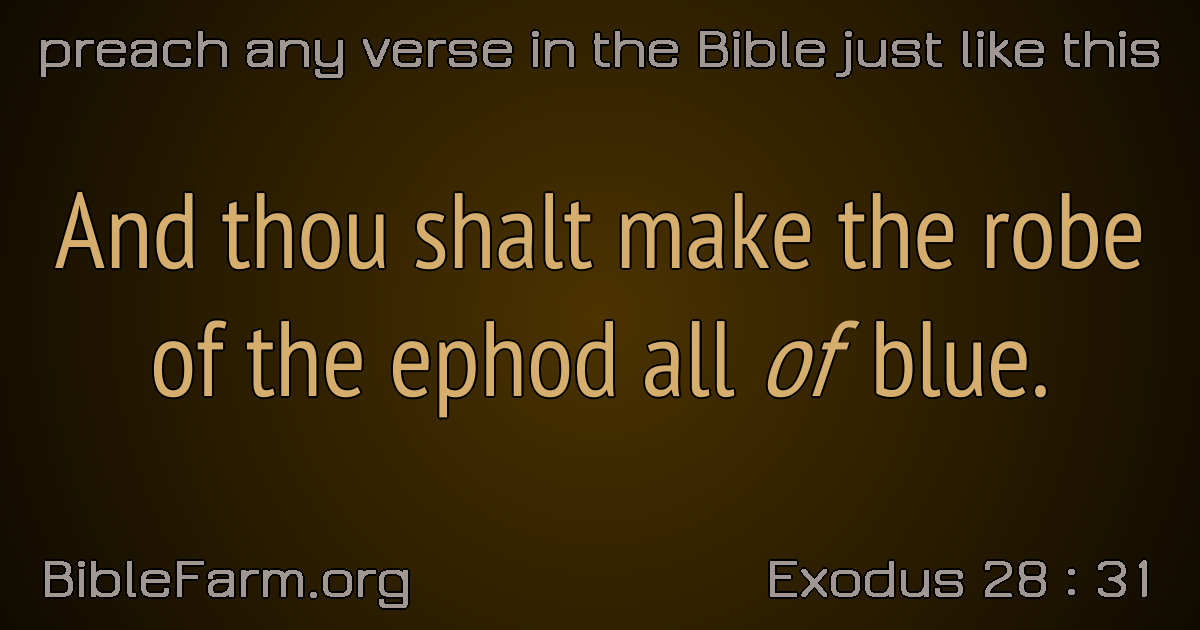 preach any verse in the Bible just like this
And thou shalt make the robe
of the ephod all of blue.
BibleFarm.org
Exodus 28 : 31